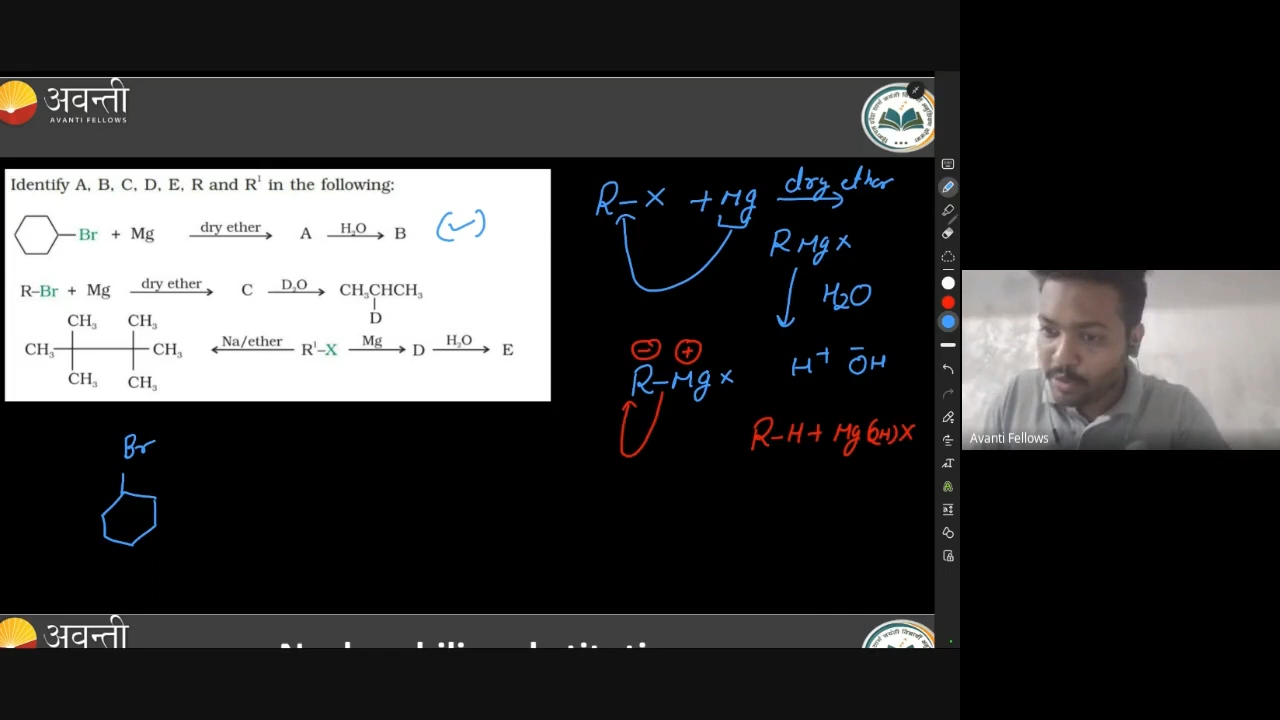 अवन्ती
AVANTI FELLOWS
Identify A, B, C, D, E, R and R¹ in the following:
Br + Mg dry ether A H₂O B
R–Br + Mg dry ether C D₂O CH₃CHCH₃
D
CH₃ CH₃
CH₃ CH₃ Na/ether R¹–X Mg D H₂O E
CH₃ CH₃
R–X + Mg dry ether
RMgX
H₂O
H⁺ ŌH
− +
R–MgX
R–H + Mg(OH)X
Br
Avanti Fellows
अवन्ती